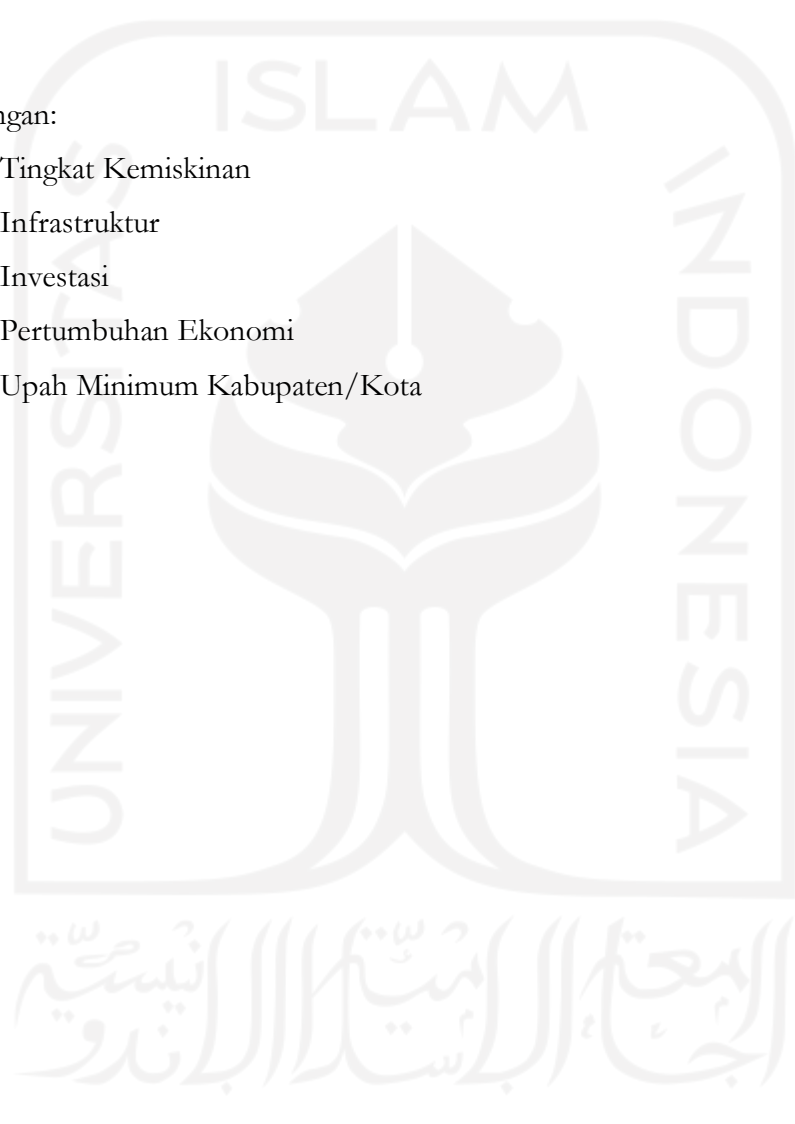 ngan:
Tingkat Kemiskinan
Infrastruktur
Investasi
Pertumbuhan Ekonomi
Upah Minimum Kabupaten/Kota
ISLAM
UNIVERSITAS
INDONESIA